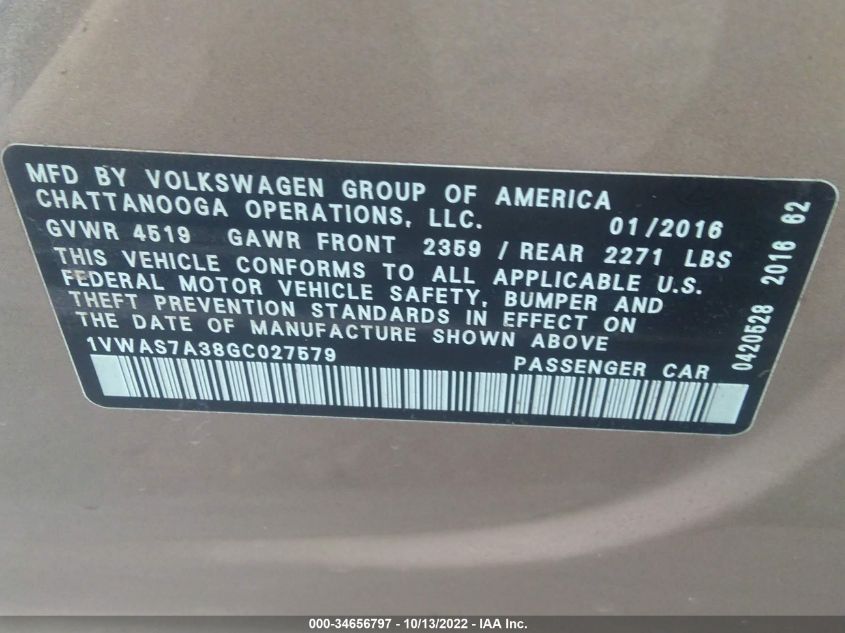 MFD BY VOLKSWAGEN GROUP OF AMERICA
CHATTANOOGA OPERATIONS, LLC. 01/2016
GVWR 4519 GAWR FRONT 2359 / REAR 2271 LBS
THIS VEHICLE CONFORMS TO ALL APPLICABLE U.S.
FEDERAL MOTOR VEHICLE SAFETY, BUMPER AND
THEFT PREVENTION STANDARDS IN EFFECT ON
THE DATE OF MANUFACTURE SHOWN ABOVE
1VWAS7A38GC027579 PASSENGER CAR
0420528 2016 62
000-34656797 - 10/13/2022 - IAA Inc.